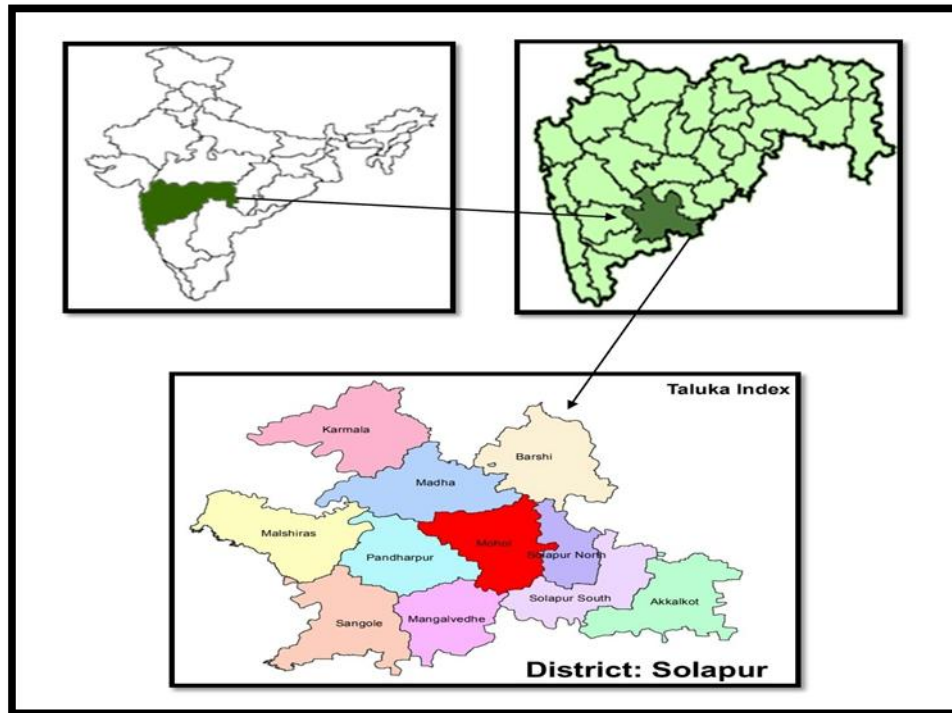 Taluka Index
Karmala
Barshi
Madha
Malshiras
Mohol
Pandharpur
Solapur North
Solapur South
Akkalkot
Sangole
Mangalvedhe
District: Solapur